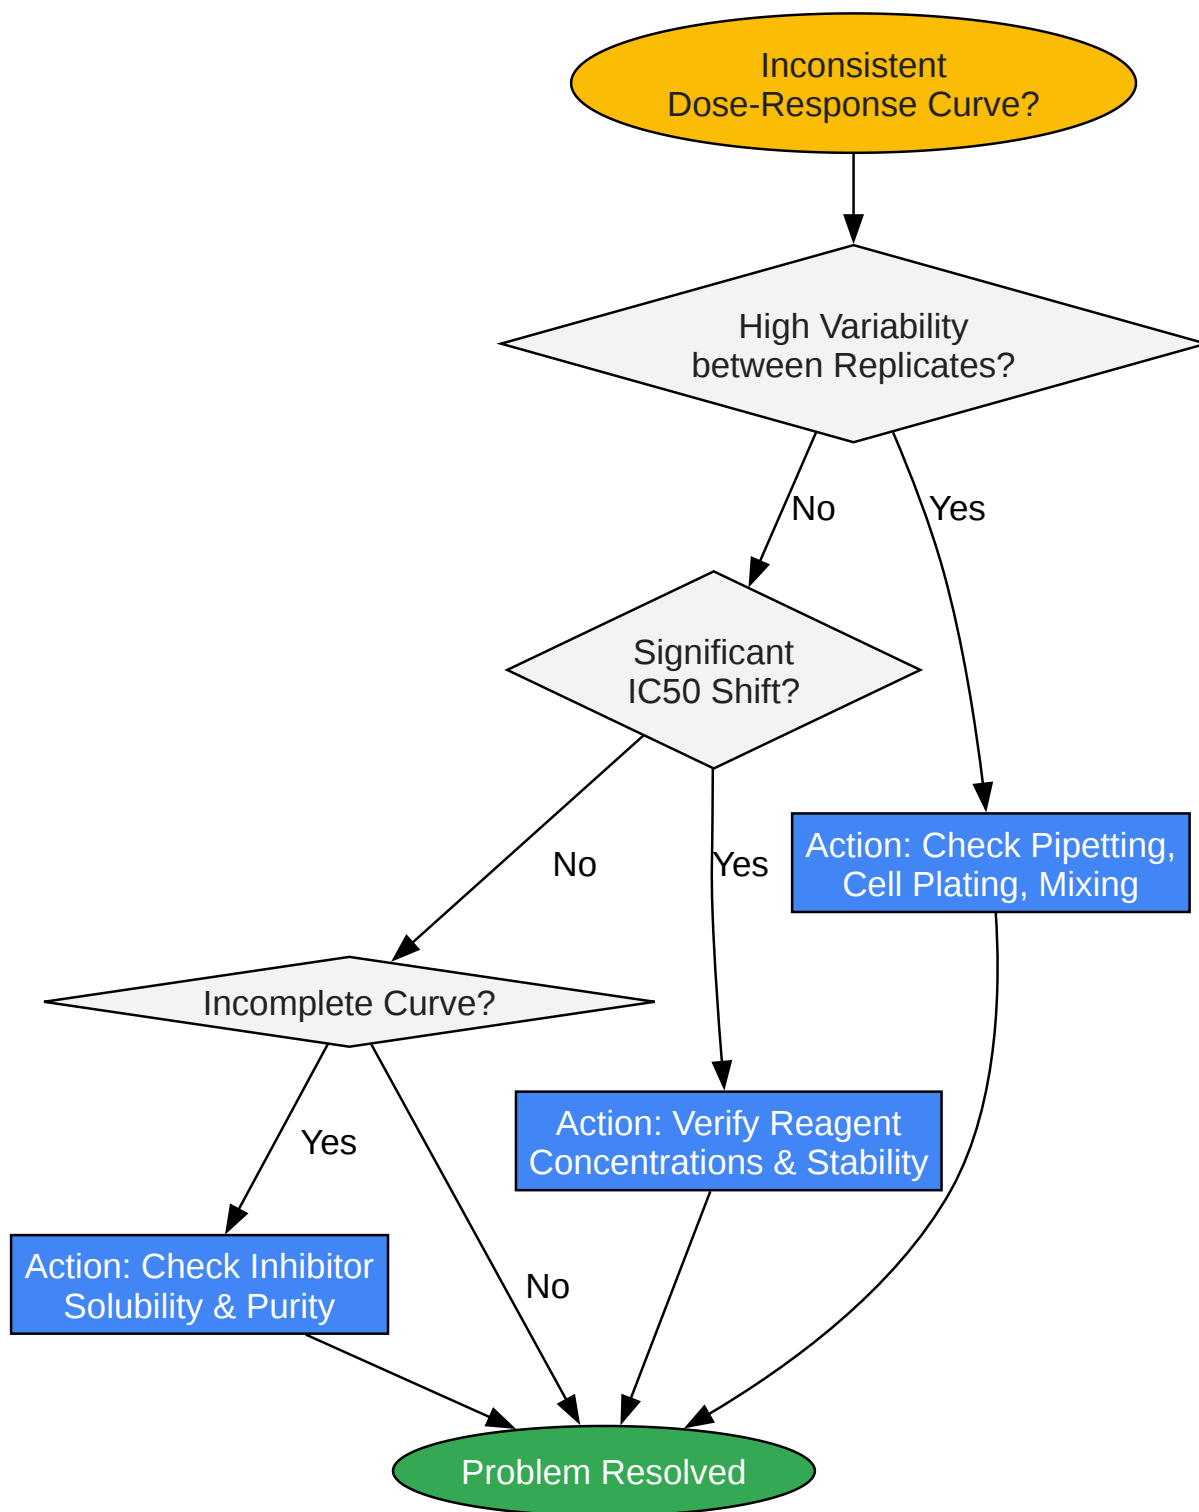 Inconsistent
Dose-Response Curve?
High Variability
between Replicates?
No
Yes
Significant
IC50 Shift?
Action: Check Pipetting,
Cell Plating, Mixing
No
Yes
Incomplete Curve?
Action: Verify Reagent
Concentrations & Stability
Yes
Action: Check Inhibitor
Solubility & Purity
No
Problem Resolved